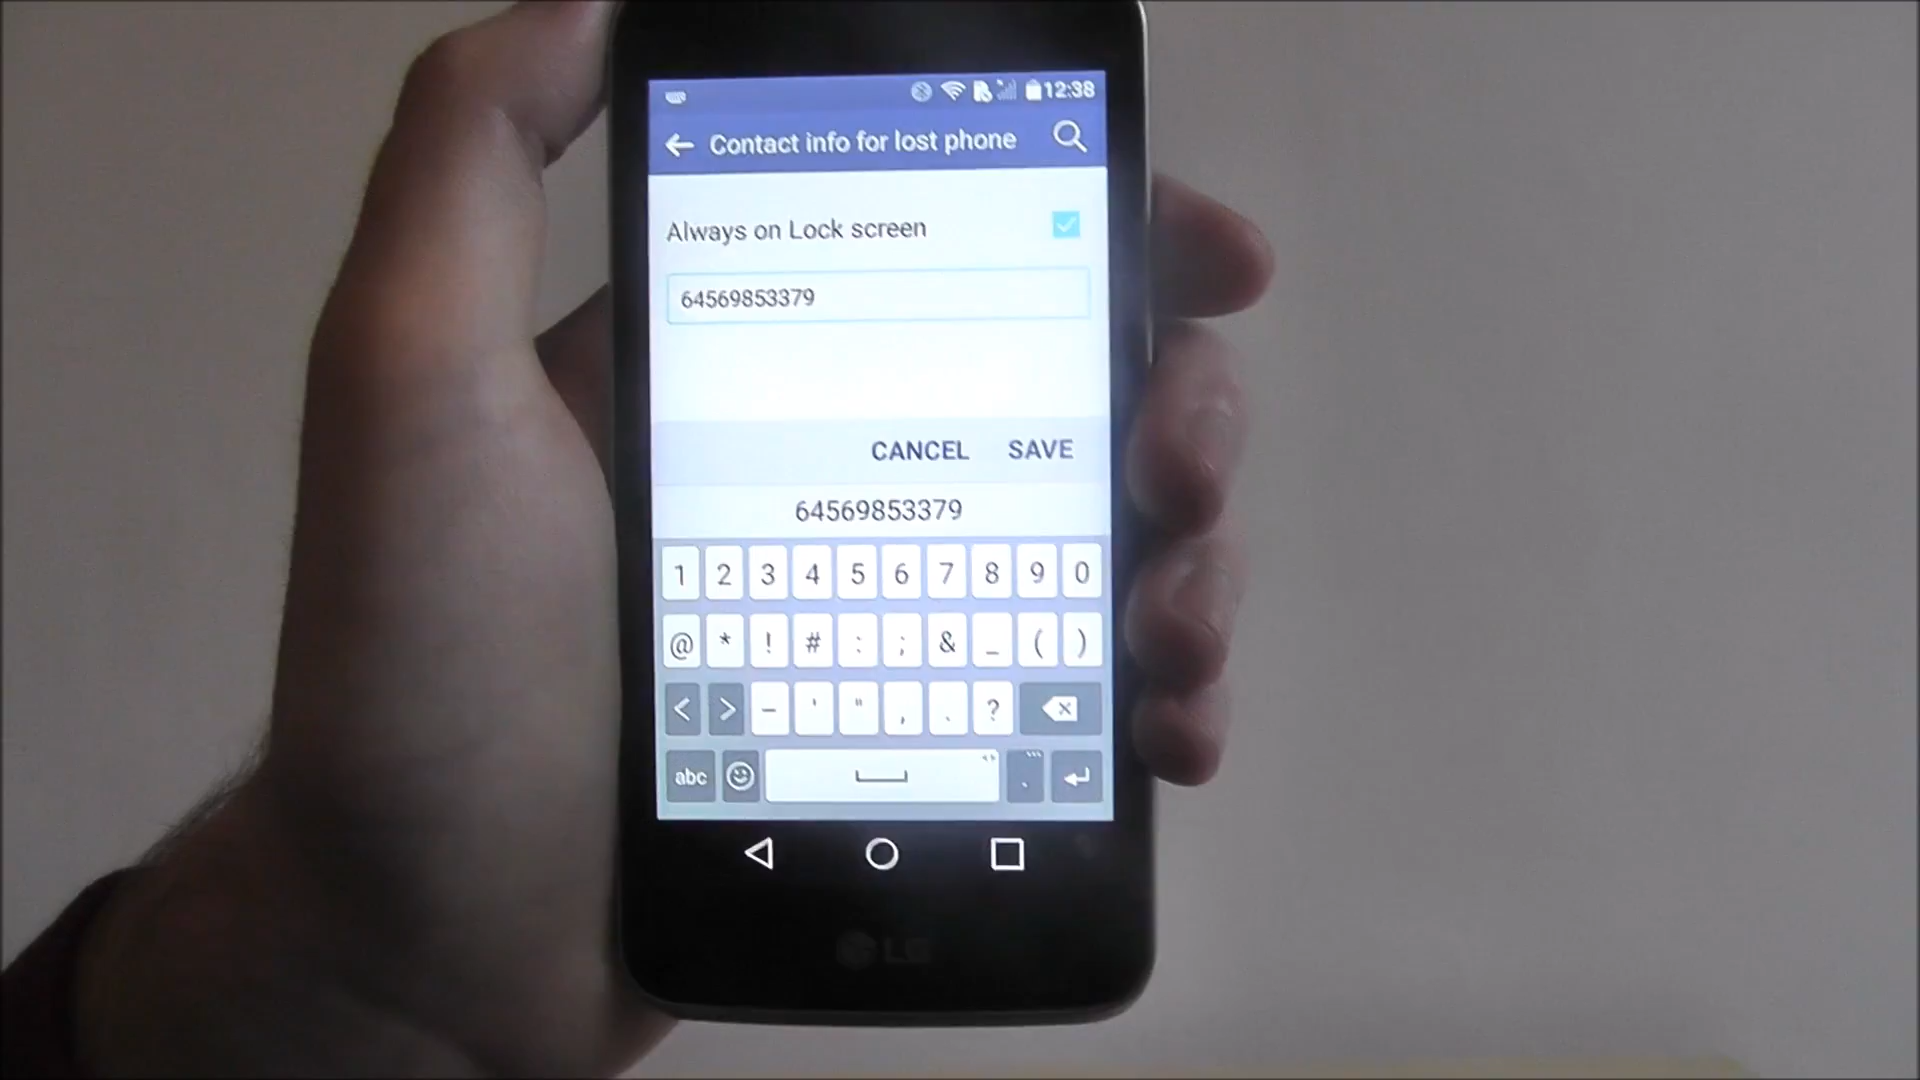 12:38
Contact info for lost phone
Always on Lock screen
64569853379
CANCEL SAVE
64569853379
1 2 3 4 5 6 7 8 9 0
@ * ! # : ; & _ ( )
< > – ' " , . ?
abc .
LG